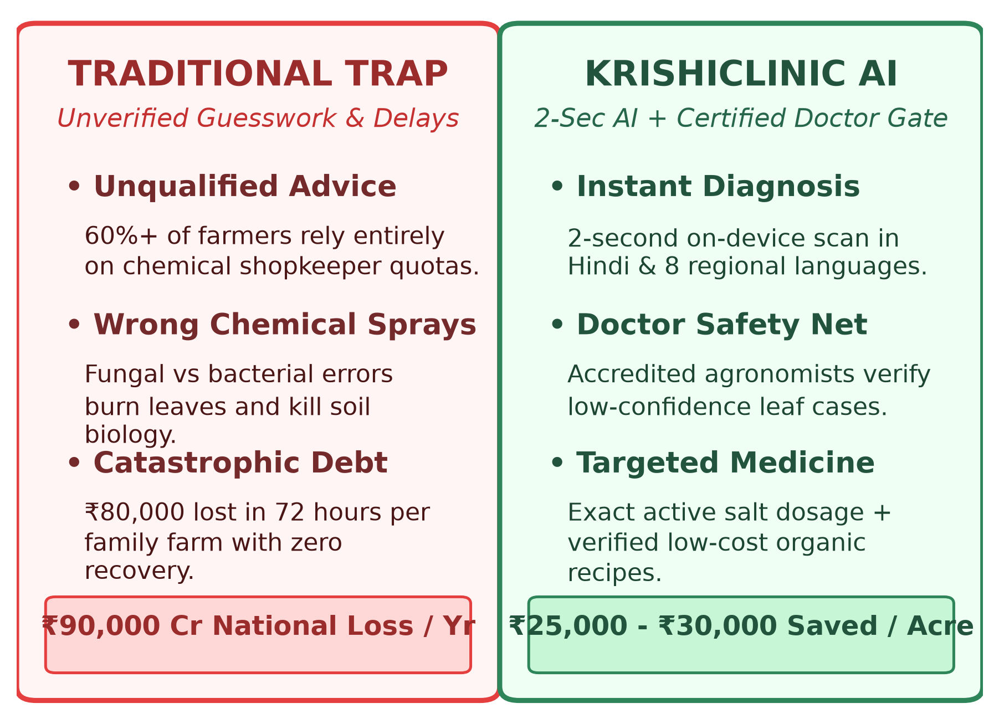 TRADITIONAL TRAP
Unverified Guesswork & Delays
• Unqualified Advice
60%+ of farmers rely entirely
on chemical shopkeeper quotas.
• Wrong Chemical Sprays
Fungal vs bacterial errors
burn leaves and kill soil
biology.
• Catastrophic Debt
₹80,000 lost in 72 hours per
family farm with zero
recovery.
₹90,000 Cr National Loss / Yr
KRISHICLINIC AI
2-Sec AI + Certified Doctor Gate
• Instant Diagnosis
2-second on-device scan in
Hindi & 8 regional languages.
• Doctor Safety Net
Accredited agronomists verify
low-confidence leaf cases.
• Targeted Medicine
Exact active salt dosage +
verified low-cost organic
recipes.
₹25,000 - ₹30,000 Saved / Acre